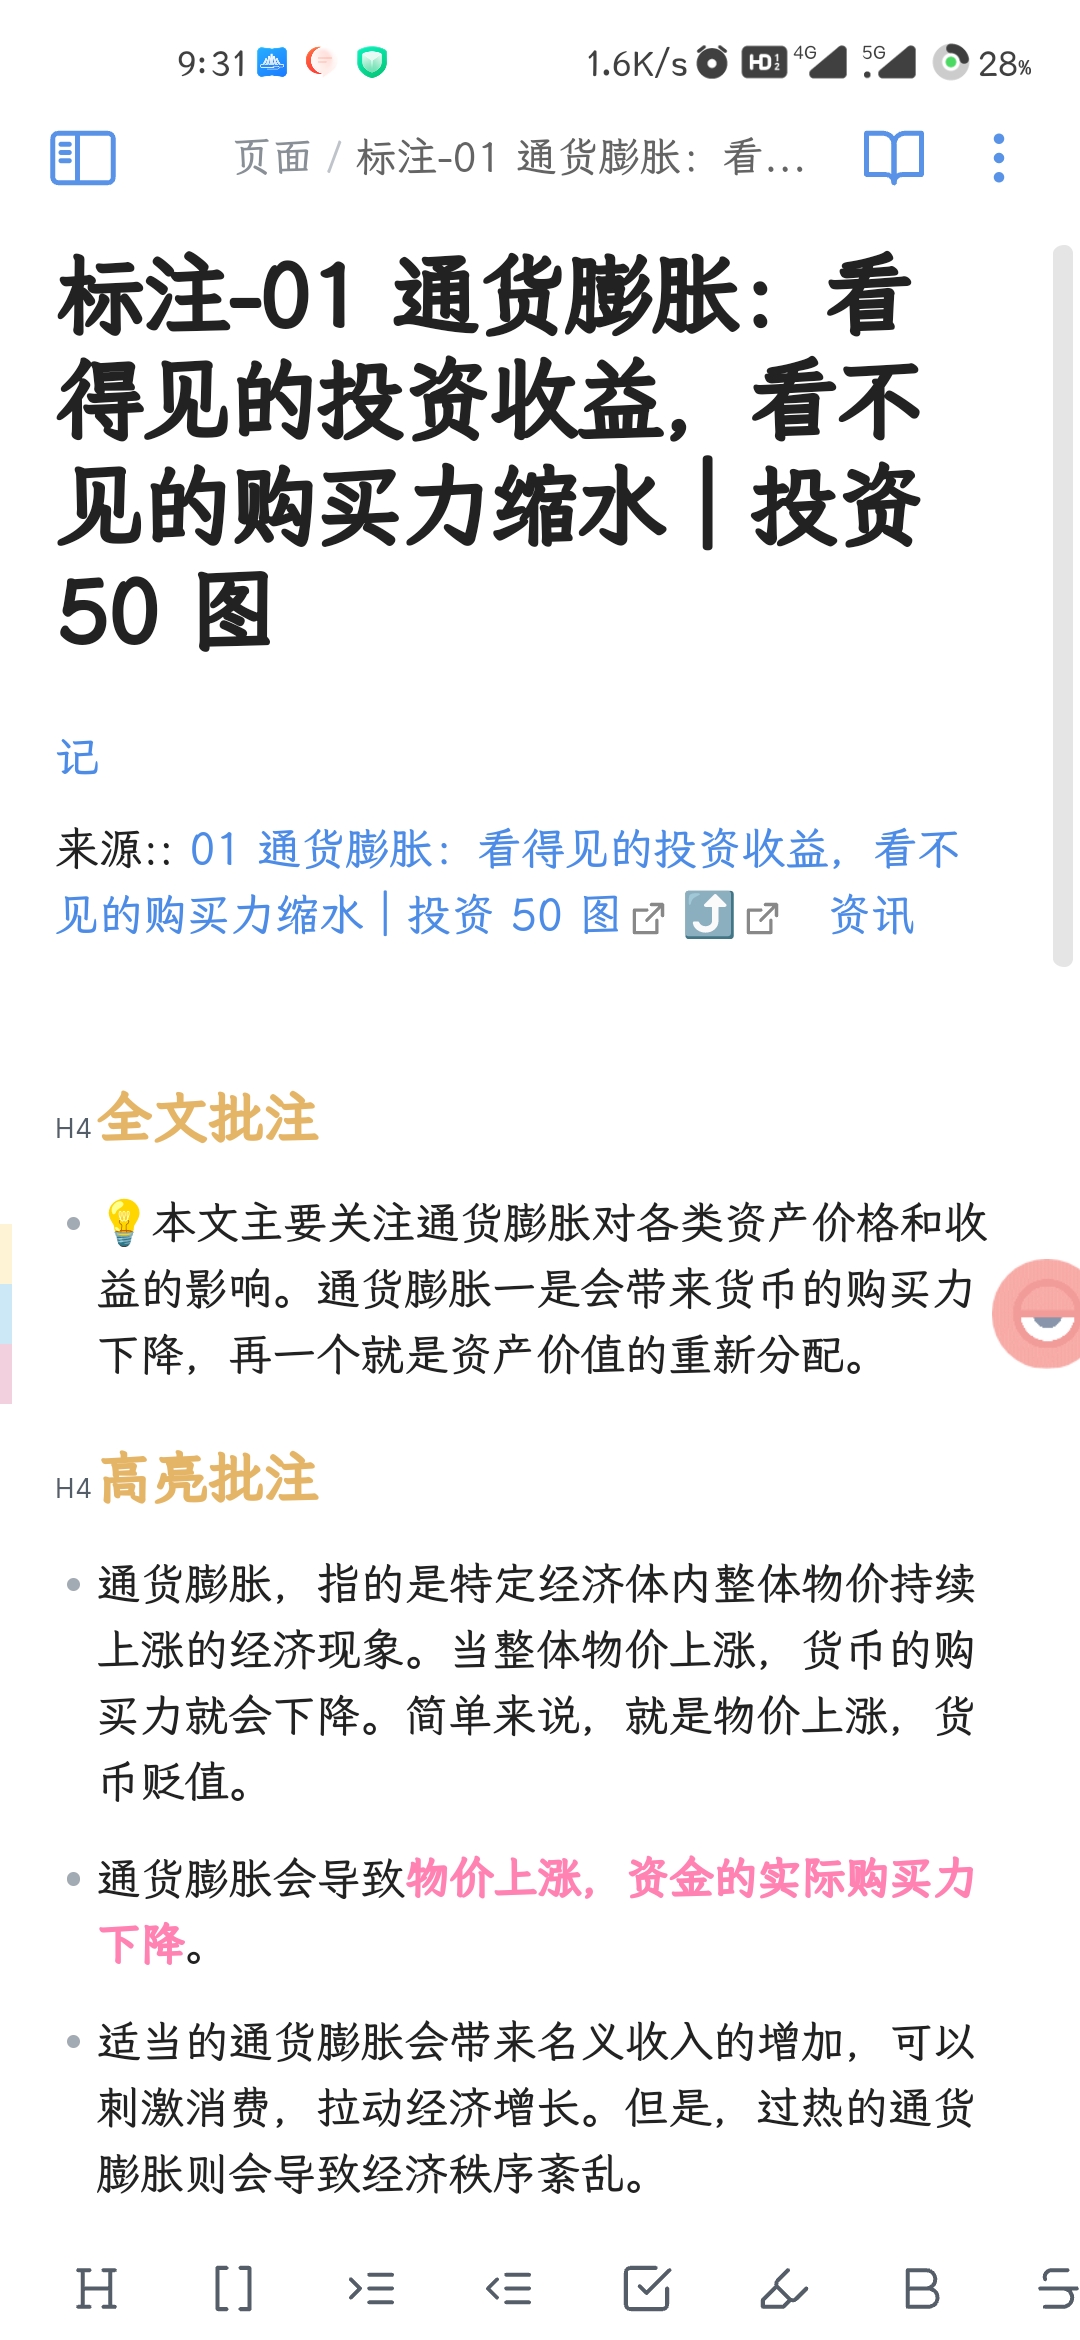 9:31 1.6K/s HD 1 2 4G 5G 28%
页面 / 标注-01 通货膨胀：看...
标注-01 通货膨胀：看
得见的投资收益，看不
见的购买力缩水 | 投资
50 图
记
来源:: 01 通货膨胀：看得见的投资收益，看不
见的购买力缩水 | 投资 50 图 ⤴️ 资讯
H4 全文批注
💡本文主要关注通货膨胀对各类资产价格和收
益的影响。通货膨胀一是会带来货币的购买力
下降，再一个就是资产价值的重新分配。
H4 高亮批注
通货膨胀，指的是特定经济体内整体物价持续
上涨的经济现象。当整体物价上涨，货币的购
买力就会下降。简单来说，就是物价上涨，货
币贬值。
通货膨胀会导致物价上涨，资金的实际购买力
下降。
适当的通货膨胀会带来名义收入的增加，可以
刺激消费，拉动经济增长。但是，过热的通货
膨胀则会导致经济秩序紊乱。
H [ ] B S